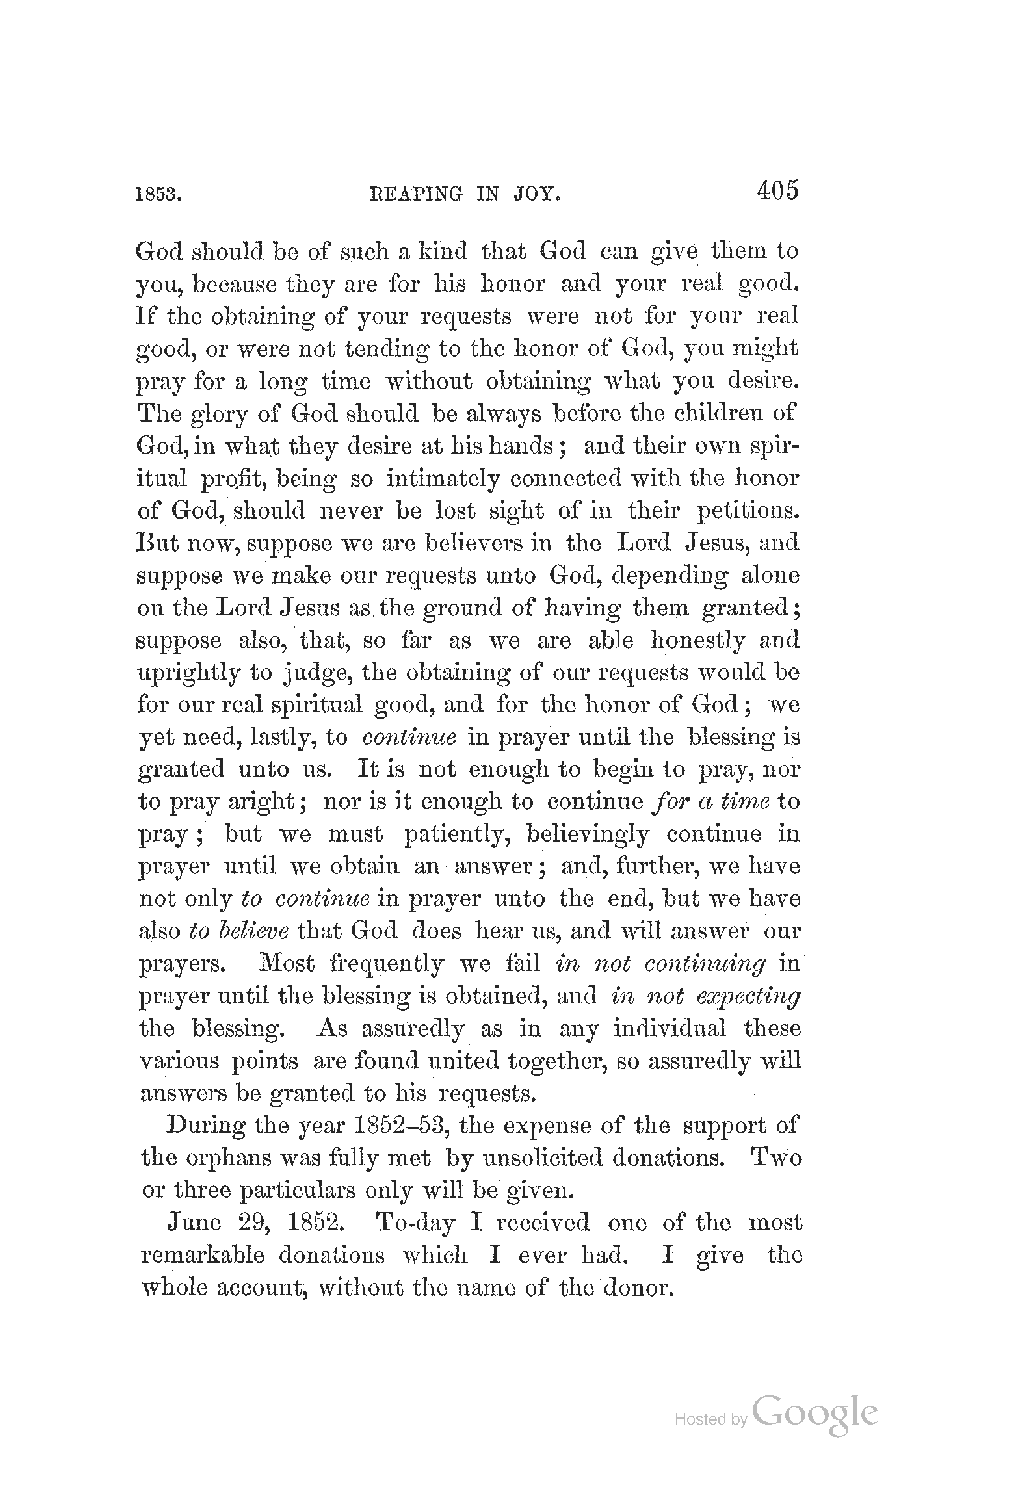 1853. REAPING IN JOY. 405
God should be of such a kind that God can give them to
you, because they are for his honor and your real good.
If the obtaining of your requests were not for your real
good, or were not tending to the honor of God, you might
pray for a long time without obtaining what you desire.
The glory of God should be always before the children of
God, in what they desire at his hands; and their own spir-
itual profit, being so intimately connected with the honor
of God, should never be lost sight of in their petitions.
But now, suppose we are believers in the Lord Jesus, and
suppose we make our requests unto God, depending alone
on the Lord Jesus as the ground of having them granted;
suppose also, that, so far as we are able honestly and
uprightly to judge, the obtaining of our requests would be
for our real spiritual good, and for the honor of God; we
yet need, lastly, to continue in prayer until the blessing is
granted unto us. It is not enough to begin to pray, nor
to pray aright; nor is it enough to continue for a time to
pray; but we must patiently, believingly continue in
prayer until we obtain an answer; and, further, we have
not only to continue in prayer unto the end, but we have
also to believe that God does hear us, and will answer our
prayers. Most frequently we fail in not continuing in
prayer until the blessing is obtained, and in not expecting
the blessing. As assuredly as in any individual these
various points are found united together, so assuredly will
answers be granted to his requests.
During the year 1852–53, the expense of the support of
the orphans was fully met by unsolicited donations. Two
or three particulars only will be given.
June 29, 1852. To-day I received one of the most
remarkable donations which I ever had. I give the
whole account, without the name of the donor.
Hosted by Google